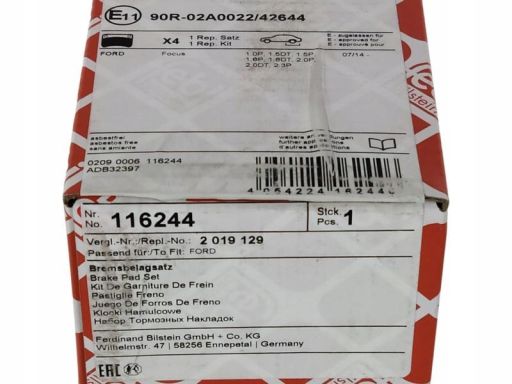 E11 90R-02A0022/42644
X4 1 Rep. Satz
1 Rep. Kit
E - zugelassen für
E - approved for
E - approuvée pour
FORD Focus 1.0P, 1.5DT, 1.5P, 07/14 -
1.6P, 1.6DT, 2.0P,
2.0DT, 2.3P
asbestfrei
asbestos free
sans amiante
weitere anwendungen
further applications
d'autres applications
0209 0006 116244
ADB32397
4054224162446
Nr.
No. 116244
Stck.
Pcs. 1
Vergl.-Nr.:/Repl.-No.: 2 019 129
Passend für:/To Fit: FORD
Bremsbelagsatz
Brake Pad Set
Kit De Garniture De Frein
Pastiglie Freno
Juego De Forros De Freno
Klocki Hamulcowe
Набор Тормозных Накладок
Ferdinand Bilstein GmbH + Co. KG
Wilhelmstr. 47 | 58256 Ennepetal | Germany
EAC